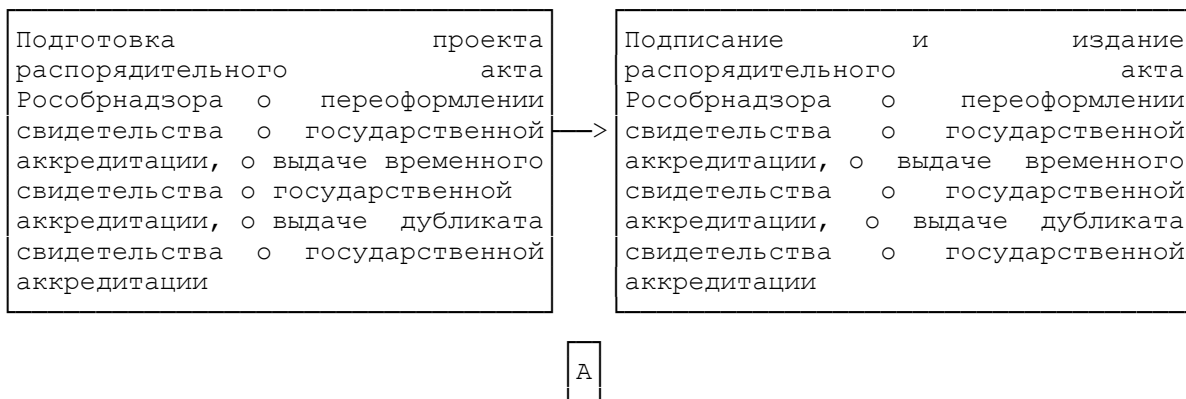 Подготовка проекта
распорядительного акта
Рособрнадзора о переоформлении
свидетельства о государственной
аккредитации, о выдаче временного
свидетельства о государственной
аккредитации, о выдаче дубликата
свидетельства о государственной
аккредитации
Подписание и издание
распорядительного акта
Рособрнадзора о переоформлении
свидетельства о государственной
аккредитации, о выдаче временного
свидетельства о государственной
аккредитации, о выдаче дубликата
свидетельства о государственной
аккредитации
А